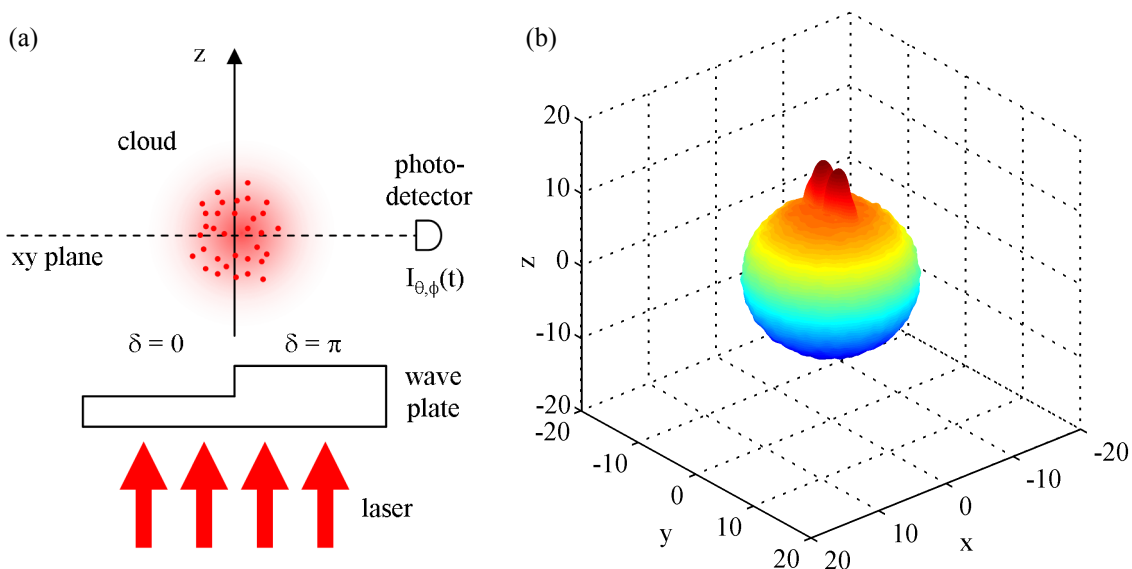 (a)
z
cloud
photo-
detector
xy plane
I_θ,ϕ(t)
δ = 0
δ = π
wave
plate
laser
(b)
20
10
0
-10
-20
z
-20
-10
0
10
20
y
20
10
0
-10
-20
x